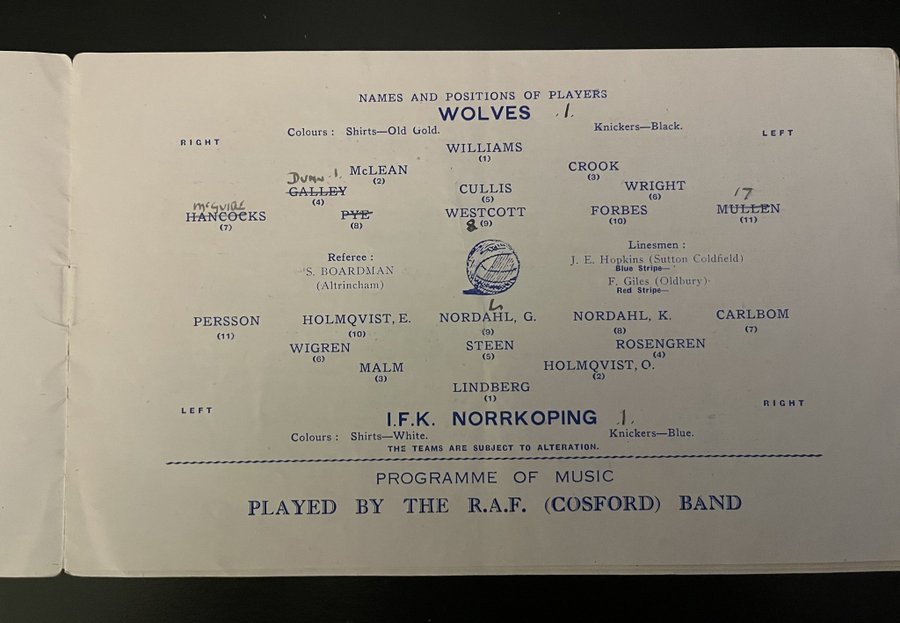 NAMES AND POSITIONS OF PLAYERS
WOLVES 1.
Colours : Shirts—Old Gold. Knickers—Black.
RIGHT LEFT
WILLIAMS
(1)
McLEAN CROOK
(2) (3)
Dunn 1.
GALLEY CULLIS WRIGHT
(4) (5) (6)
McGuire 17
HANCOCKS PYE WESTCOTT FORBES MULLEN
(7) (8) 8 (9) (10) (11)
Referee : Linesmen :
S. BOARDMAN J. E. Hopkins (Sutton Coldfield)
(Altrincham) Blue Stripe—
F. Giles (Oldbury)
Red Stripe—
PERSSON HOLMQVIST, E. NORDAHL, G. NORDAHL, K. CARLBOM
(11) (10) (9) (8) (7)
WIGREN STEEN ROSENGREN
(6) (5) (4)
MALM HOLMQVIST, O.
(3) (2)
LINDBERG
(1)
LEFT RIGHT
I.F.K. NORRKOPING 1.
Colours : Shirts—White. Knickers—Blue.
THE TEAMS ARE SUBJECT TO ALTERATION.
PROGRAMME OF MUSIC
PLAYED BY THE R.A.F. (COSFORD) BAND